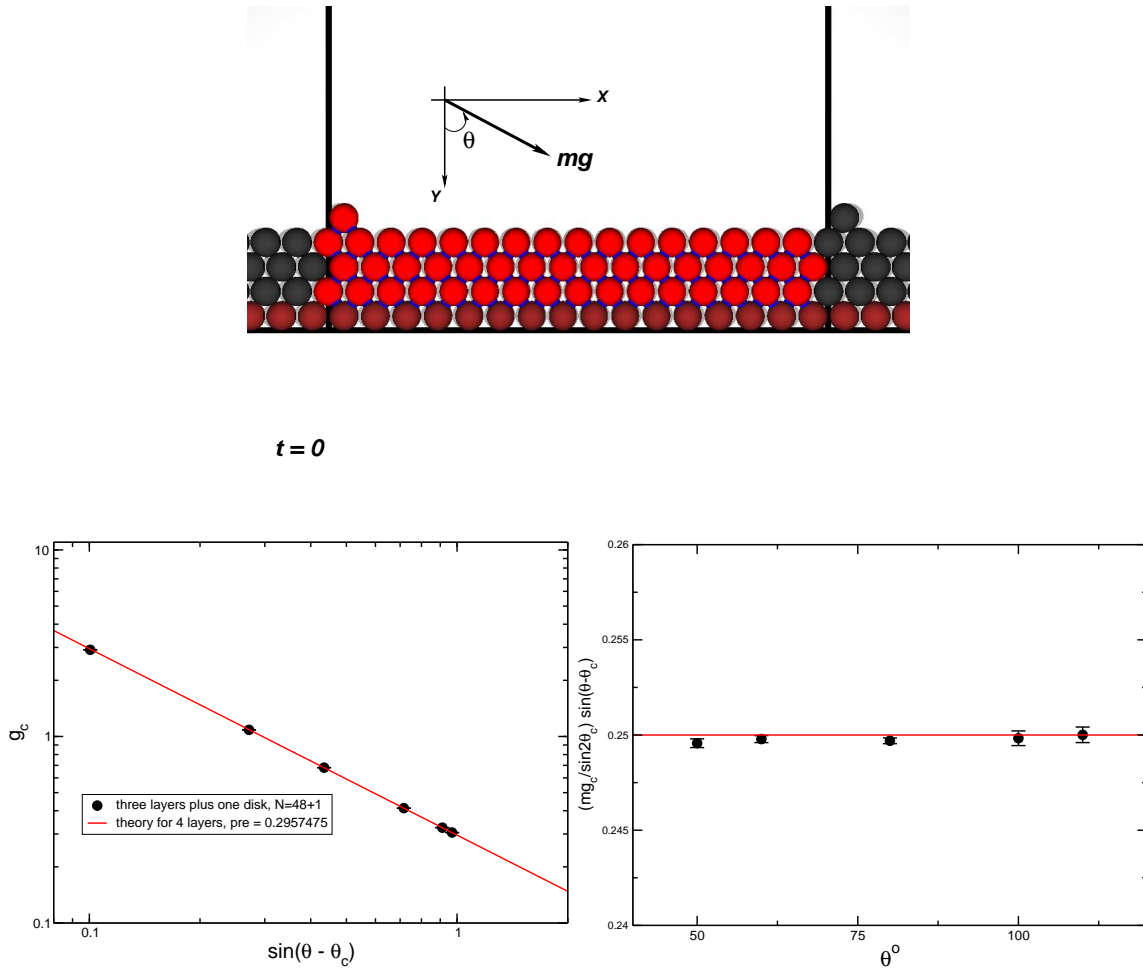 X
θ
mg
Y
t = 0
10
1
0.1
g_c
three layers plus one disk, N=48+1
theory for 4 layers, pre = 0.2957475
0.1
1
sin(θ - θ_c)
0.26
0.255
0.25
0.245
0.24
(mg_c/sin2θ_c) sin(θ-θ_c)
50
75
100
θ°